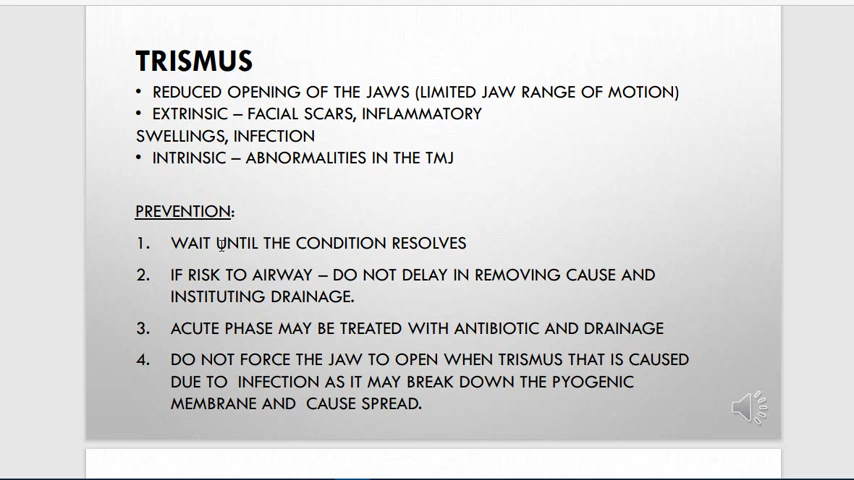 TRISMUS
• REDUCED OPENING OF THE JAWS (LIMITED JAW RANGE OF MOTION)
• EXTRINSIC – FACIAL SCARS, INFLAMMATORY
SWELLINGS, INFECTION
• INTRINSIC – ABNORMALITIES IN THE TMJ
PREVENTION:
1. WAIT UNTIL THE CONDITION RESOLVES
2. IF RISK TO AIRWAY – DO NOT DELAY IN REMOVING CAUSE AND
INSTITUTING DRAINAGE.
3. ACUTE PHASE MAY BE TREATED WITH ANTIBIOTIC AND DRAINAGE
4. DO NOT FORCE THE JAW TO OPEN WHEN TRISMUS THAT IS CAUSED
DUE TO INFECTION AS IT MAY BREAK DOWN THE PYOGENIC
MEMBRANE AND CAUSE SPREAD.